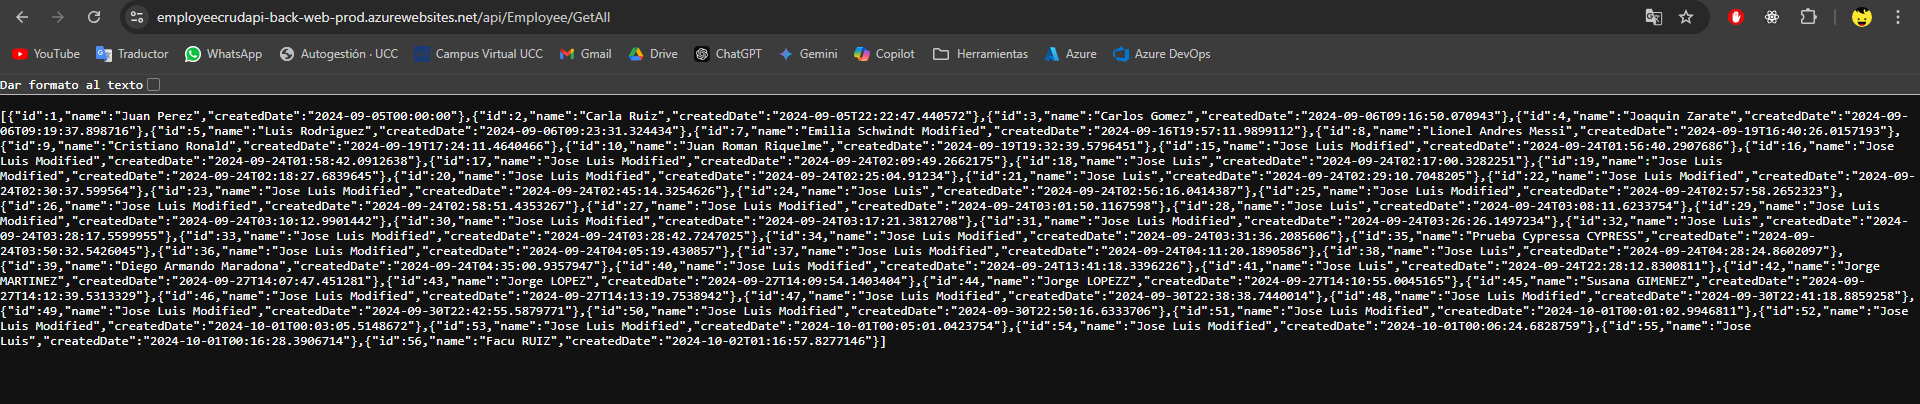 employeecrudapi-back-web-prod.azurewebsites.net/api/Employee/GetAll
YouTube Traductor WhatsApp Autogestión · UCC Campus Virtual UCC Gmail Drive ChatGPT Gemini Copilot Herramientas Azure Azure DevOps
Dar formato al texto
[{"id":1,"name":"Juan Perez","createdDate":"2024-09-05T00:00:00"},{"id":2,"name":"Carla Ruiz","createdDate":"2024-09-05T22:22:47.440572"},{"id":3,"name":"Carlos Gomez","createdDate":"2024-09-06T09:16:50.070943"},{"id":4,"name":"Joaquin Zarate","createdDate":"2024-09-
06T09:19:37.898716"},{"id":5,"name":"Luis Rodriguez","createdDate":"2024-09-06T09:23:31.324434"},{"id":7,"name":"Emilia Schwindt Modified","createdDate":"2024-09-16T19:57:11.9899112"},{"id":8,"name":"Lionel Andres Messi","createdDate":"2024-09-19T16:40:26.0157193"},
{"id":9,"name":"Cristiano Ronald","createdDate":"2024-09-19T17:24:11.4640466"},{"id":10,"name":"Juan Roman Riquelme","createdDate":"2024-09-19T19:32:39.5796451"},{"id":15,"name":"Jose Luis Modified","createdDate":"2024-09-24T01:56:40.2907686"},{"id":16,"name":"Jose
Luis Modified","createdDate":"2024-09-24T01:58:42.0912638"},{"id":17,"name":"Jose Luis Modified","createdDate":"2024-09-24T02:09:49.2662175"},{"id":18,"name":"Jose Luis","createdDate":"2024-09-24T02:17:00.3282251"},{"id":19,"name":"Jose Luis
Modified","createdDate":"2024-09-24T02:18:27.6839645"},{"id":20,"name":"Jose Luis Modified","createdDate":"2024-09-24T02:25:04.91234"},{"id":21,"name":"Jose Luis","createdDate":"2024-09-24T02:29:10.7048205"},{"id":22,"name":"Jose Luis Modified","createdDate":"2024-09-
24T02:30:37.599564"},{"id":23,"name":"Jose Luis Modified","createdDate":"2024-09-24T02:45:14.3254626"},{"id":24,"name":"Jose Luis","createdDate":"2024-09-24T02:56:16.0414387"},{"id":25,"name":"Jose Luis Modified","createdDate":"2024-09-24T02:57:58.2652323"},
{"id":26,"name":"Jose Luis Modified","createdDate":"2024-09-24T02:58:51.4353267"},{"id":27,"name":"Jose Luis Modified","createdDate":"2024-09-24T03:01:50.1167598"},{"id":28,"name":"Jose Luis","createdDate":"2024-09-24T03:08:11.6233754"},{"id":29,"name":"Jose Luis
Modified","createdDate":"2024-09-24T03:10:12.9901442"},{"id":30,"name":"Jose Luis Modified","createdDate":"2024-09-24T03:17:21.3812708"},{"id":31,"name":"Jose Luis Modified","createdDate":"2024-09-24T03:26:26.1497234"},{"id":32,"name":"Jose Luis","createdDate":"2024-
09-24T03:28:17.5599955"},{"id":33,"name":"Jose Luis Modified","createdDate":"2024-09-24T03:28:42.7247025"},{"id":34,"name":"Jose Luis Modified","createdDate":"2024-09-24T03:31:36.2085606"},{"id":35,"name":"Prueba Cypressa CYPRESS","createdDate":"2024-09-
24T03:50:32.5426045"},{"id":36,"name":"Jose Luis Modified","createdDate":"2024-09-24T04:05:19.430857"},{"id":37,"name":"Jose Luis Modified","createdDate":"2024-09-24T04:11:20.1890586"},{"id":38,"name":"Jose Luis","createdDate":"2024-09-24T04:28:24.8602097"},
{"id":39,"name":"Diego Armando Maradona","createdDate":"2024-09-24T04:35:00.9357947"},{"id":40,"name":"Jose Luis Modified","createdDate":"2024-09-24T13:41:18.3396226"},{"id":41,"name":"Jose Luis","createdDate":"2024-09-24T22:28:12.8300811"},{"id":42,"name":"Jorge
MARTINEZ","createdDate":"2024-09-27T14:07:47.451281"},{"id":43,"name":"Jorge LOPEZ","createdDate":"2024-09-27T14:09:54.1403404"},{"id":44,"name":"Jorge LOPEZZ","createdDate":"2024-09-27T14:10:55.0045165"},{"id":45,"name":"Susana GIMENEZ","createdDate":"2024-09-
27T14:12:39.5313329"},{"id":46,"name":"Jose Luis Modified","createdDate":"2024-09-27T14:13:19.7538942"},{"id":47,"name":"Jose Luis Modified","createdDate":"2024-09-30T22:38:38.7440014"},{"id":48,"name":"Jose Luis Modified","createdDate":"2024-09-30T22:41:18.8859258"},
{"id":49,"name":"Jose Luis Modified","createdDate":"2024-09-30T22:42:55.5879771"},{"id":50,"name":"Jose Luis Modified","createdDate":"2024-09-30T22:50:16.6333706"},{"id":51,"name":"Jose Luis Modified","createdDate":"2024-10-01T00:01:02.9946811"},{"id":52,"name":"Jose
Luis Modified","createdDate":"2024-10-01T00:03:05.5148672"},{"id":53,"name":"Jose Luis Modified","createdDate":"2024-10-01T00:05:01.0423754"},{"id":54,"name":"Jose Luis Modified","createdDate":"2024-10-01T00:06:24.6828759"},{"id":55,"name":"Jose
Luis","createdDate":"2024-10-01T00:16:28.3906714"},{"id":56,"name":"Facu RUIZ","createdDate":"2024-10-02T01:16:57.8277146"}]